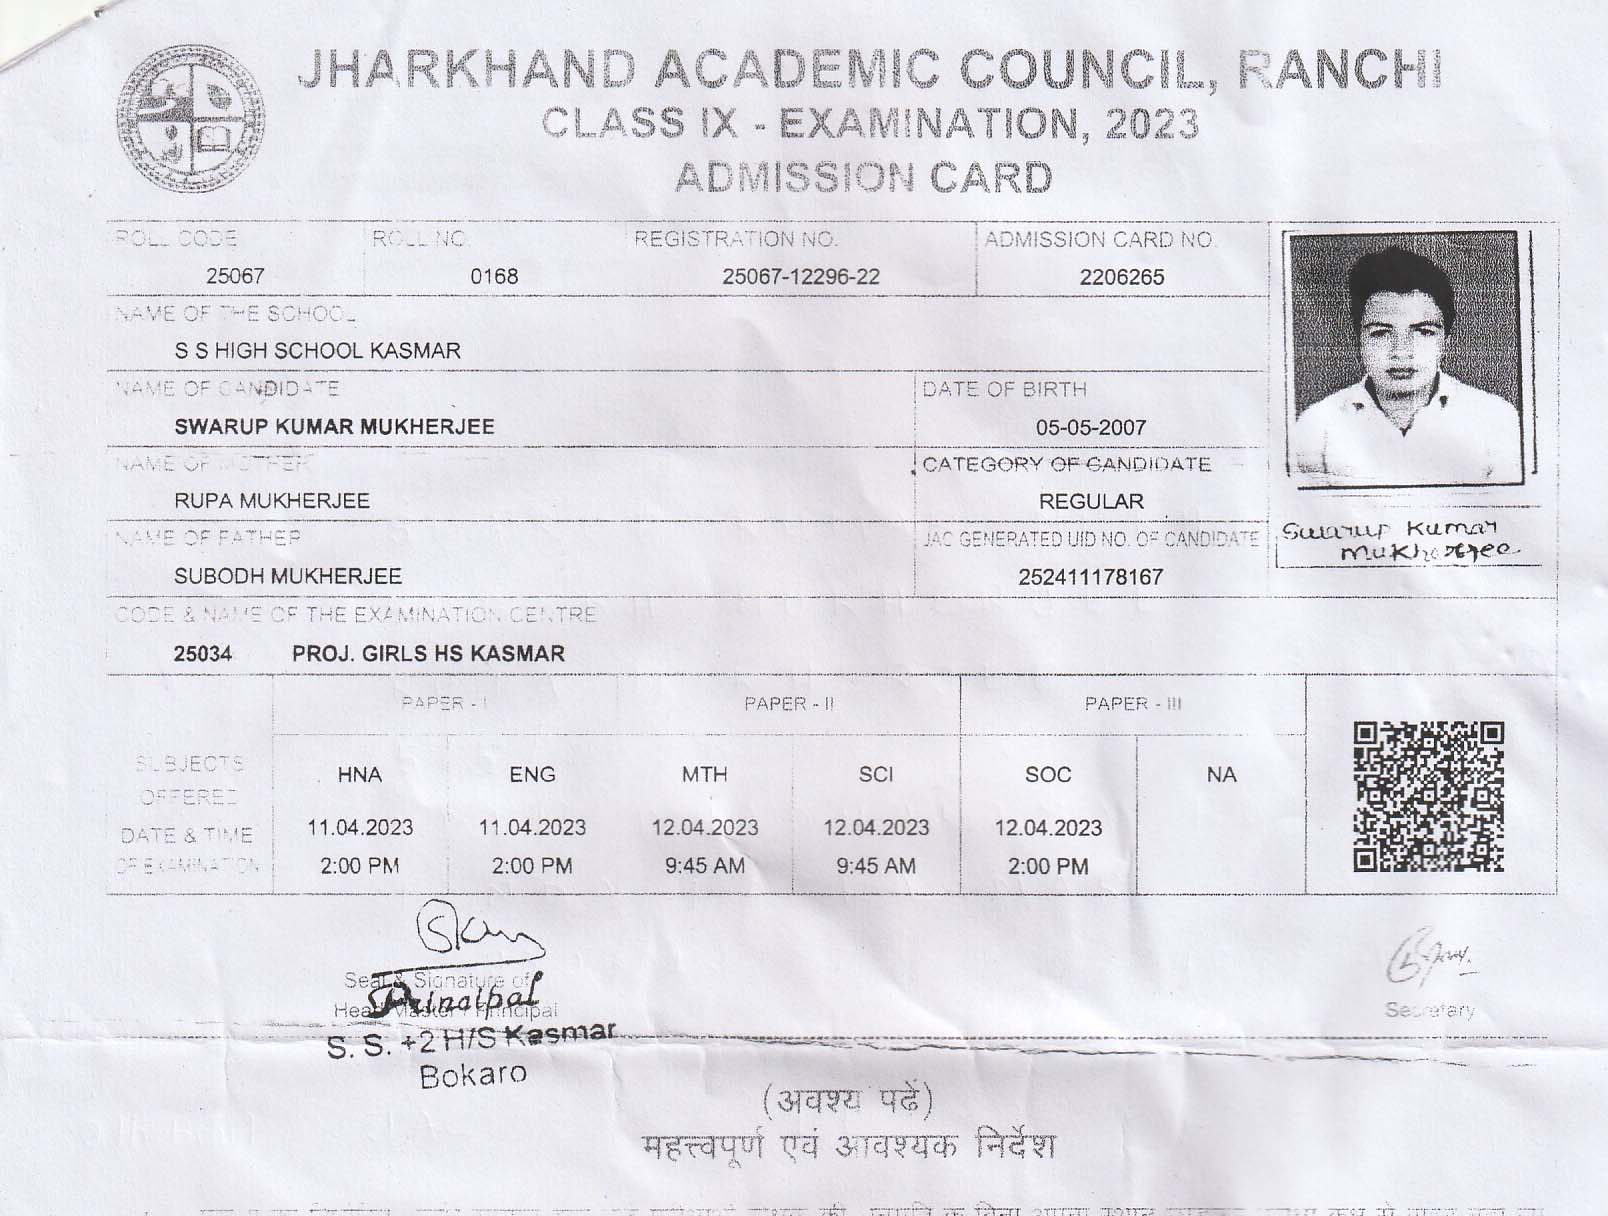 JHARKHAND ACADEMIC COUNCIL, RANCHI
CLASS IX - EXAMINATION, 2023
ADMISSION CARD
ROLL CODE ROLL NO. REGISTRATION NO. ADMISSION CARD NO.
25067 0168 25067-12296-22 2206265
NAME OF THE SCHOOL
S S HIGH SCHOOL KASMAR
NAME OF CANDIDATE DATE OF BIRTH
SWARUP KUMAR MUKHERJEE 05-05-2007
NAME OF MOTHER CATEGORY OF CANDIDATE
RUPA MUKHERJEE REGULAR
NAME OF FATHER JAC GENERATED UID NO. OF CANDIDATE
SUBODH MUKHERJEE 252411178167
Swarup Kumar
Mukherjee
CODE & NAME OF THE EXAMINATION CENTRE
25034 PROJ. GIRLS HS KASMAR
PAPER - I PAPER - II PAPER - III
SUBJECTS OFFERED HNA ENG MTH SCI SOC NA
DATE & TIME 11.04.2023 11.04.2023 12.04.2023 12.04.2023 12.04.2023
OF EXAMINATION 2:00 PM 2:00 PM 9:45 AM 9:45 AM 2:00 PM
Seal & Signature of
Head Master / Principal
Principal
S. S. +2 H/S Kasmar
Bokaro
Secretary
(अवश्य पढें)
महत्त्वपूर्ण एवं आवश्यक निर्देश